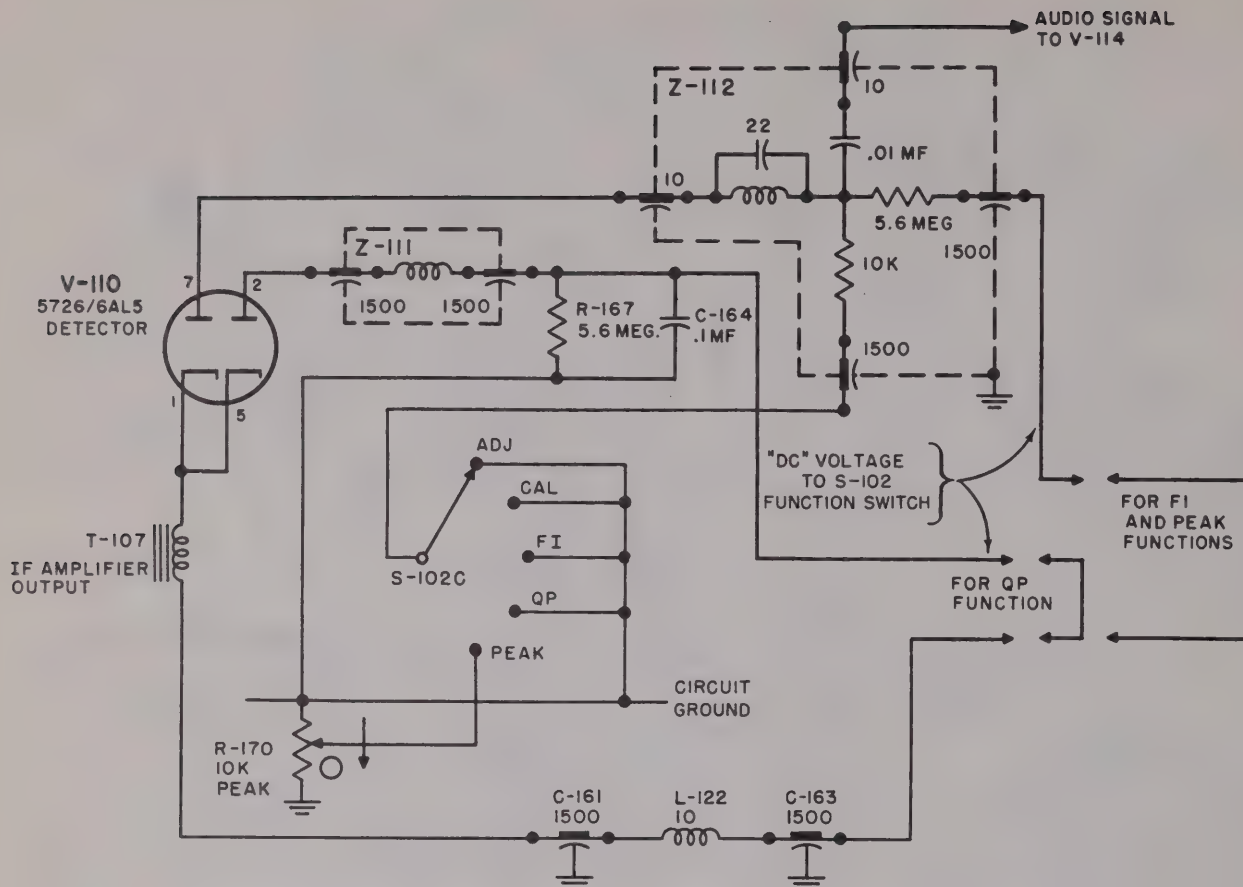 AUDIO SIGNAL
TO V-114
Z-112
10
22
.01 MF
10
5.6 MEG
1500
10K
1500
Z-111
1500
1500
V-110
5726/6AL5
DETECTOR
7
2
1
5
R-167
5.6 MEG.
C-164
.1MF
ADJ
CAL
FI
QP
PEAK
S-102C
"DC" VOLTAGE
TO S-102
FUNCTION SWITCH
FOR FI
AND PEAK
FUNCTIONS
FOR QP
FUNCTION
T-107
IF AMPLIFIER
OUTPUT
CIRCUIT
GROUND
R-170
10K
PEAK
C-161
1500
L-122
10
C-163
1500